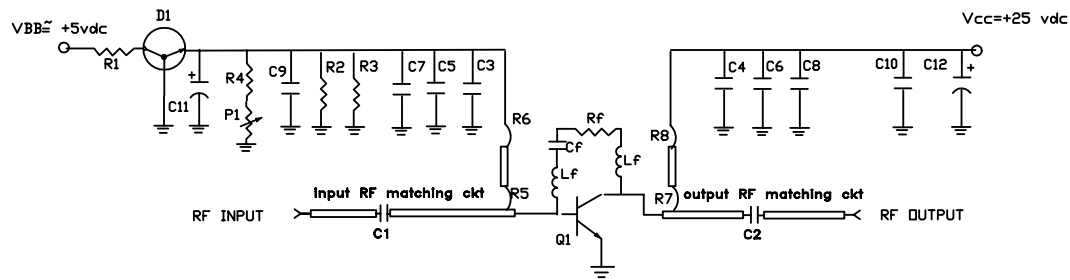 D1
VBB≅ +5vdc
Vcc=+25 vdc
R1
C11
+
R4
P1
C9
R2
R3
C7
C5
C3
C4
C6
C8
C10
C12
+
R6
Rf
Cf
Lf
Lf
R8
R5
R7
input RF matching ckt
output RF matching ckt
RF INPUT
RF OUTPUT
C1
Q1
C2